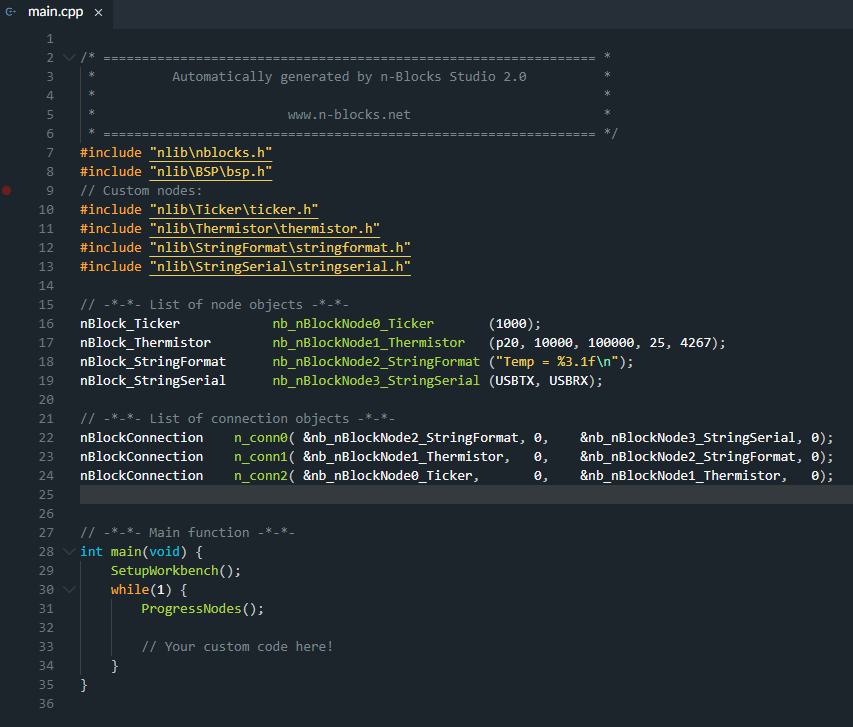 main.cpp ×
1
2 /* ================================================================ *
3  *          Automatically generated by n-Blocks Studio 2.0          *
4  *                                                                  *
5  *                         www.n-blocks.net                         *
6  * ================================================================ */
7 #include "nlib\nblocks.h"
8 #include "nlib\BSP\bsp.h"
9 // Custom nodes:
10 #include "nlib\Ticker\ticker.h"
11 #include "nlib\Thermistor\thermistor.h"
12 #include "nlib\StringFormat\stringformat.h"
13 #include "nlib\StringSerial\stringserial.h"
14
15 // -*-*- List of node objects -*-*-
16 nBlock_Ticker            nb_nBlockNode0_Ticker       (1000);
17 nBlock_Thermistor        nb_nBlockNode1_Thermistor   (p20, 10000, 100000, 25, 4267);
18 nBlock_StringFormat      nb_nBlockNode2_StringFormat ("Temp = %3.1f\n");
19 nBlock_StringSerial      nb_nBlockNode3_StringSerial (USBTX, USBRX);
20
21 // -*-*- List of connection objects -*-*-
22 nBlockConnection    n_conn0( &nb_nBlockNode2_StringFormat, 0,    &nb_nBlockNode3_StringSerial, 0);
23 nBlockConnection    n_conn1( &nb_nBlockNode1_Thermistor,   0,    &nb_nBlockNode2_StringFormat, 0);
24 nBlockConnection    n_conn2( &nb_nBlockNode0_Ticker,       0,    &nb_nBlockNode1_Thermistor,   0);
25
26
27 // -*-*- Main function -*-*-
28 int main(void) {
29     SetupWorkbench();
30     while(1) {
31         ProgressNodes();
32
33         // Your custom code here!
34     }
35 }
36